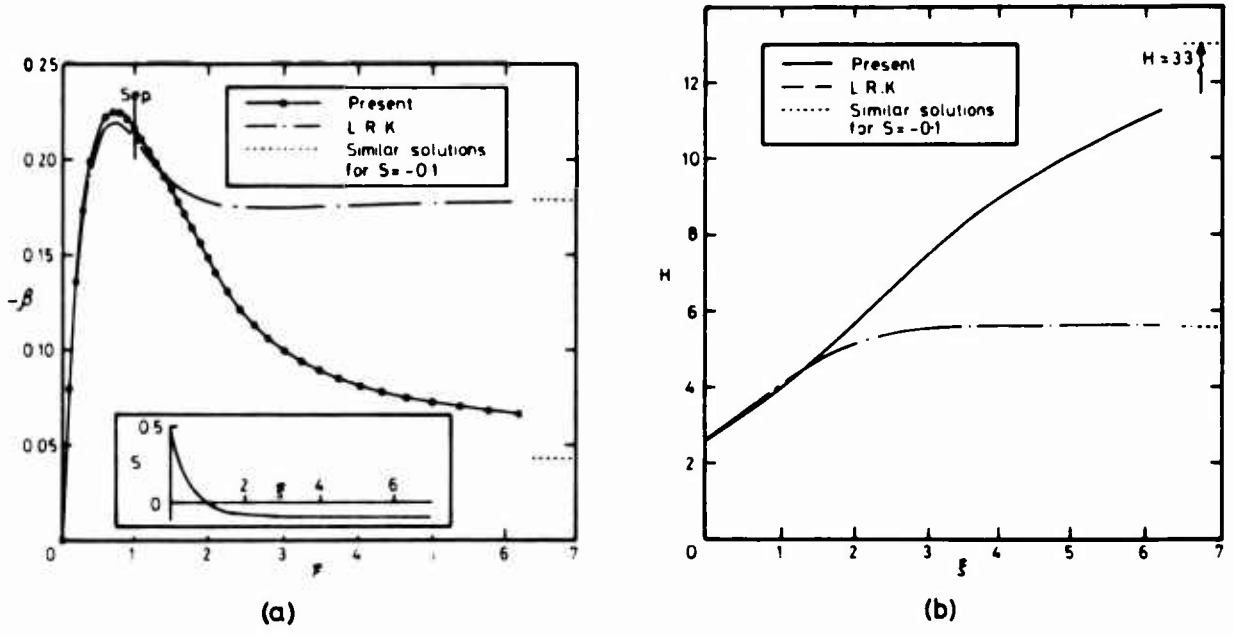 0.25
0.20
0.15
-β
0.10
0.05
0
Sep
Present
L R K
Similar solutions
for S = -0.1
0.5
S
0
2 ξ 4 6
0 1 2 3 4 5 6 7
(a)
12
10
8
H
6
4
2
0
Present
L R.K
Similar solutions
for S = -0.1
H = 33
0 1 2 3 4 5 6 7
ξ
(b)